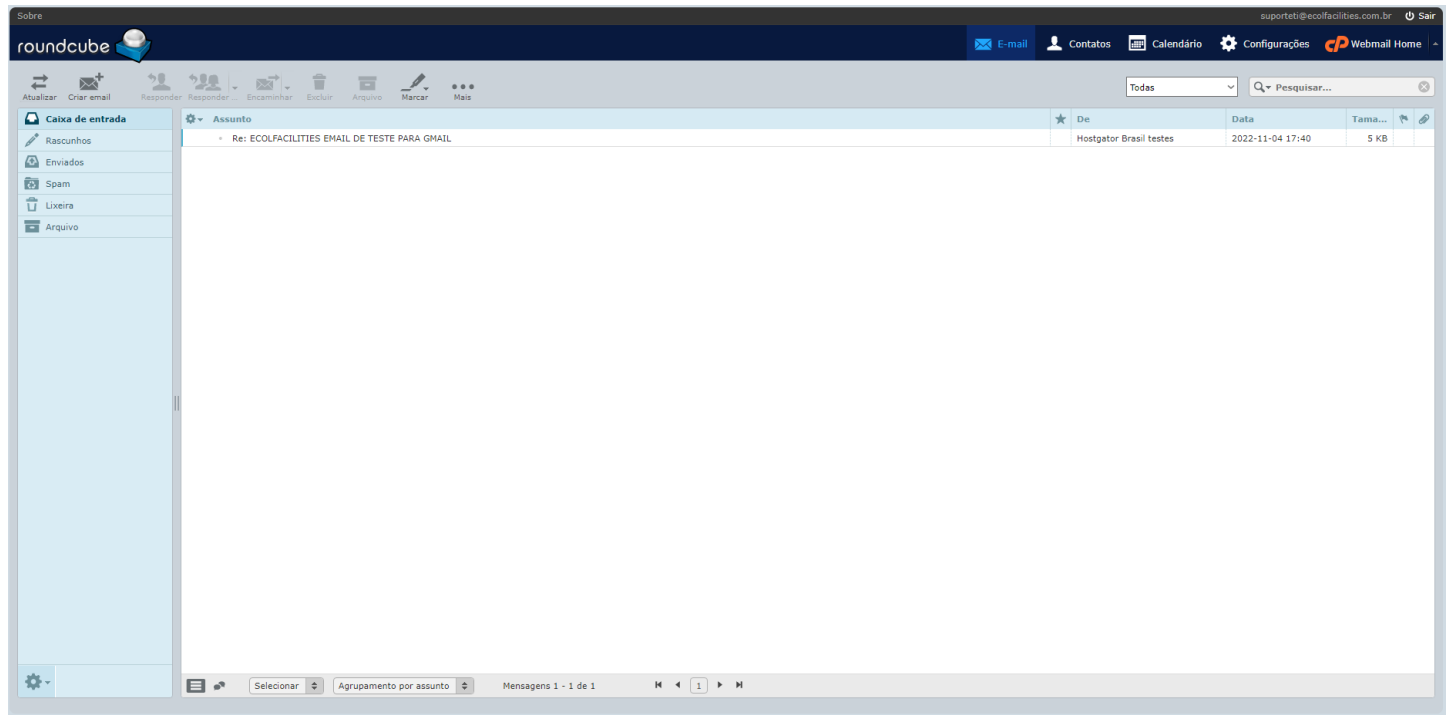 Sobre
suporteti@ecolfacilities.com.br Sair
roundcube
E-mail Contatos Calendário Configurações cP Webmail Home
Atualizar Criar email Responder Responder ... Encaminhar Excluir Arquivo Marcar Mais
Todas Pesquisar...
Caixa de entrada
Rascunhos
Enviados
Spam
Lixeira
Arquivo
Assunto De Data Tama...
Re: ECOLFACILITIES EMAIL DE TESTE PARA GMAIL Hostgator Brasil testes 2022-11-04 17:40 5 KB
Selecionar Agrupamento por assunto Mensagens 1 - 1 de 1 1